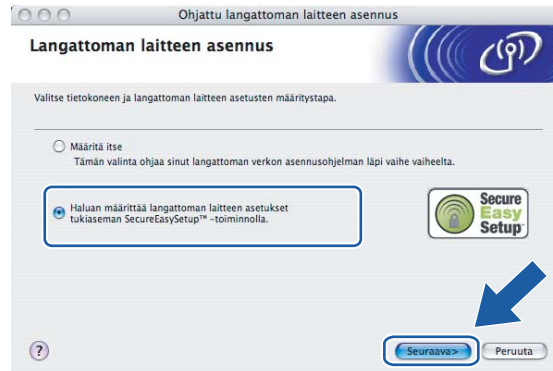 Ohjattu langattoman laitteen asennus
Langattoman laitteen asennus
Valitse tietokoneen ja langattoman laitteen asetusten määritystapa.
Määritä itse
Tämän valinta ohjaa sinut langattoman verkon asennusohjelman läpi vaihe vaiheelta.
Haluan määrittää langattoman laitteen asetukset
tukiaseman SecureEasySetup™ -toiminnolla.
Secure
Easy
Setup
?
Seuraava>
Peruuta